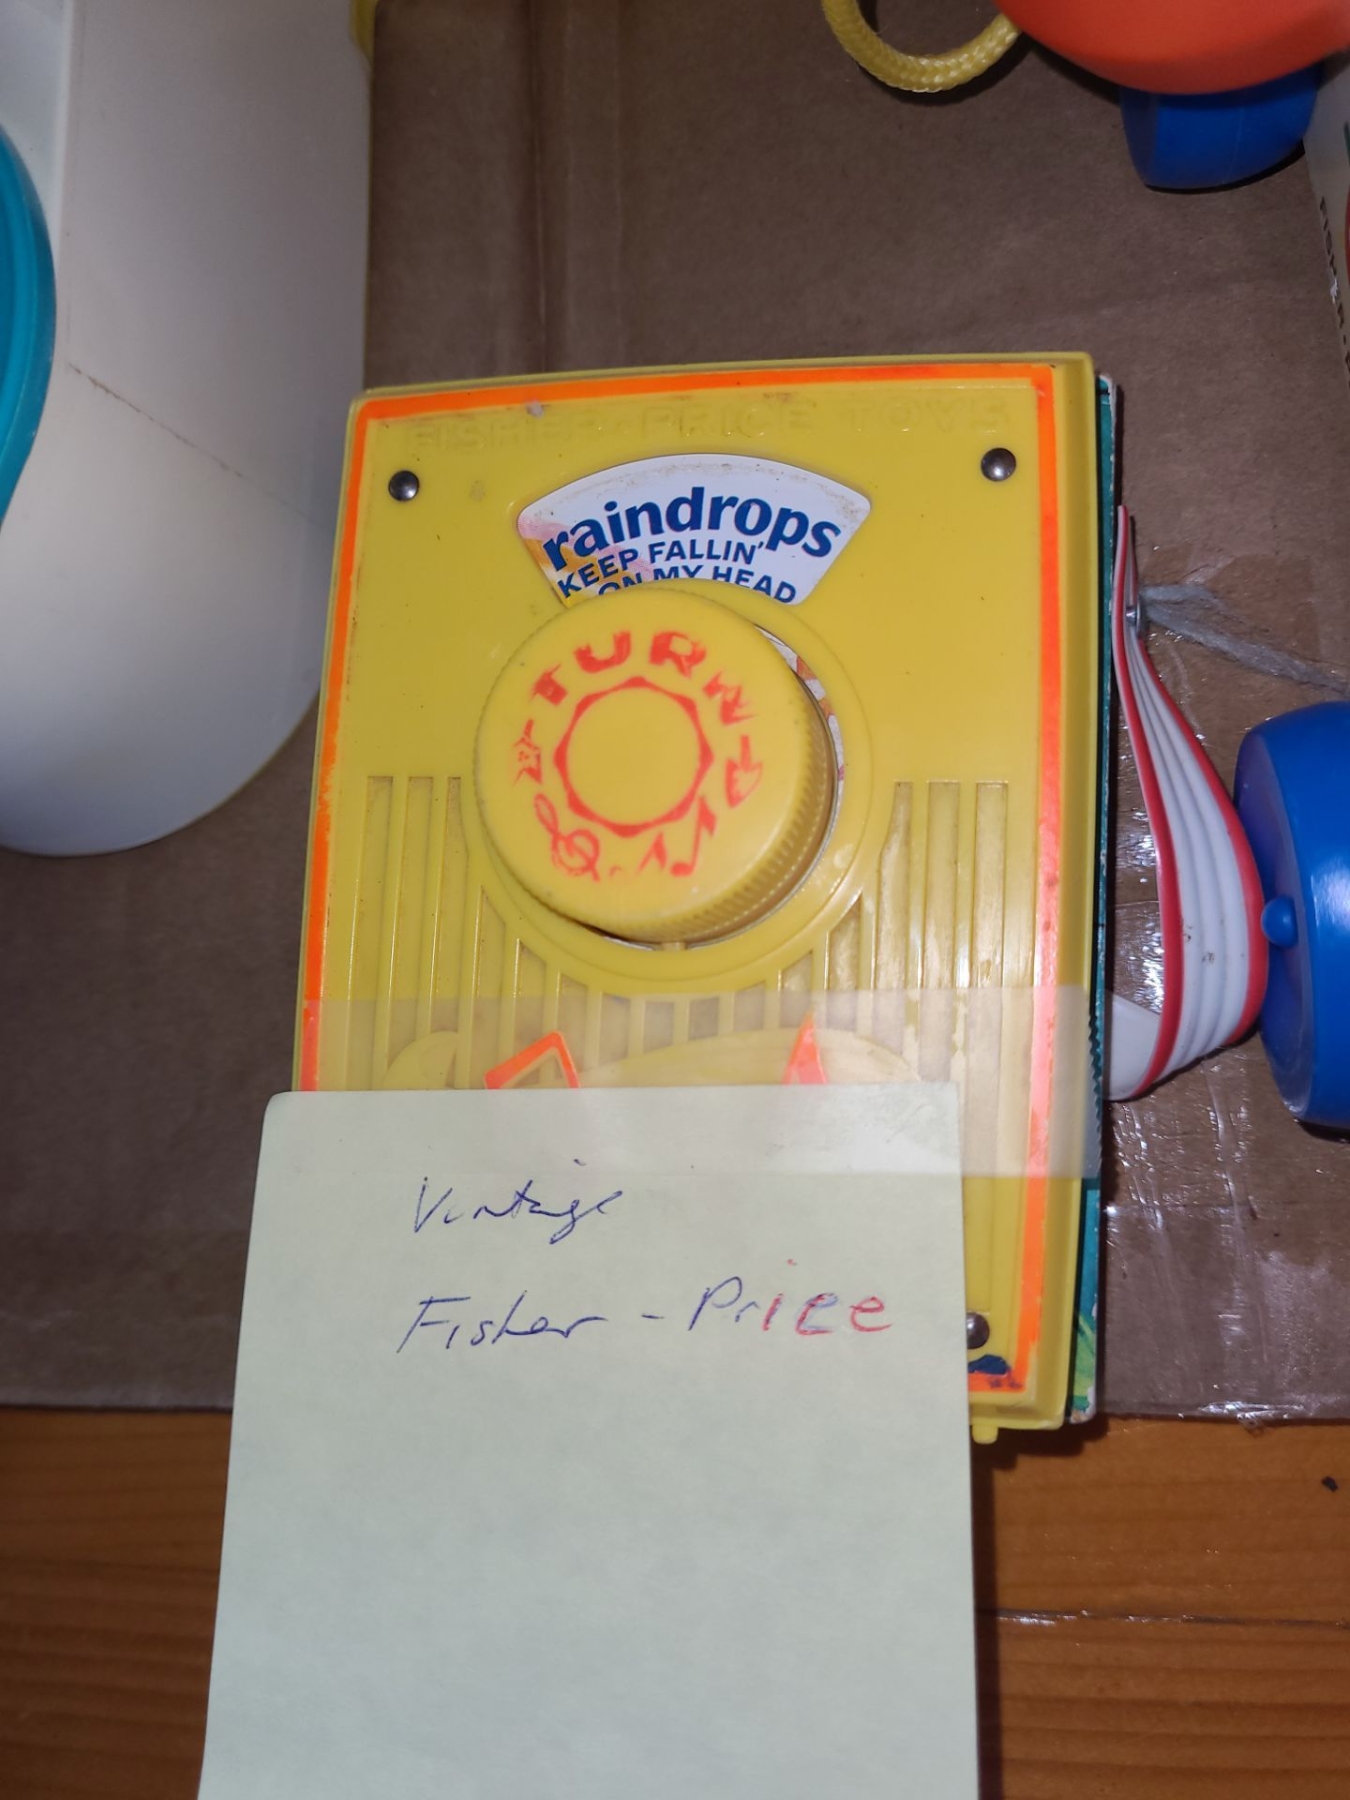 FISHER-PRICE TOYS
raindrops
KEEP FALLIN'
ON MY HEAD
TURN
Vintage
Fisher - Price